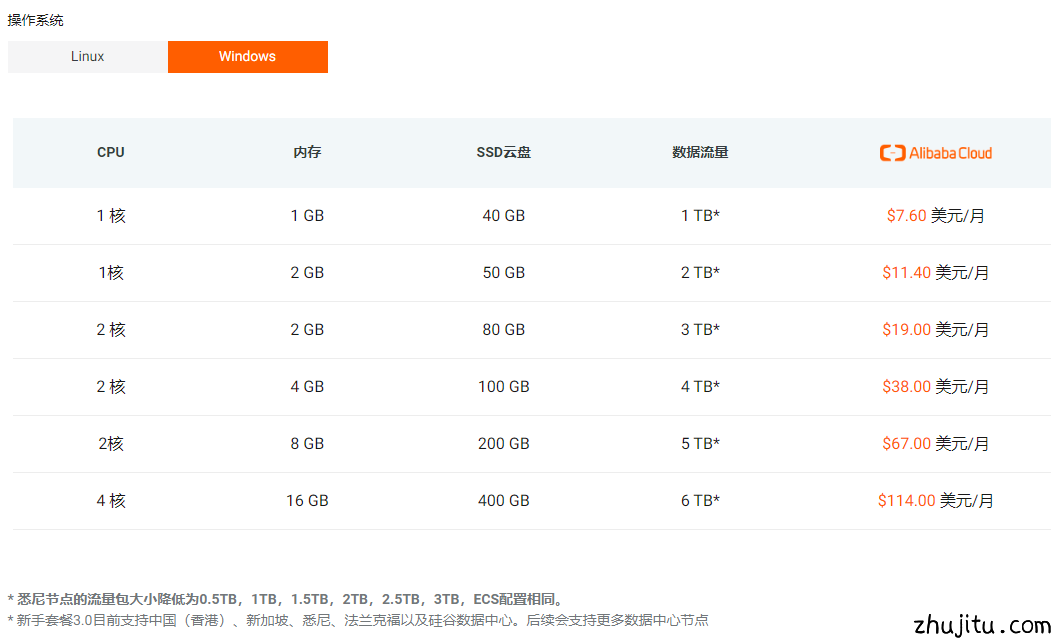 操作系统
Linux Windows
CPU 内存 SSD云盘 数据流量 Alibaba Cloud
1 核 1 GB 40 GB 1 TB* $7.60 美元/月
1核 2 GB 50 GB 2 TB* $11.40 美元/月
2 核 2 GB 80 GB 3 TB* $19.00 美元/月
2 核 4 GB 100 GB 4 TB* $38.00 美元/月
2核 8 GB 200 GB 5 TB* $67.00 美元/月
4 核 16 GB 400 GB 6 TB* $114.00 美元/月
* 悉尼节点的流量包大小降低为0.5TB，1TB，1.5TB，2TB，2.5TB，3TB，ECS配置相同。
* 新手套餐3.0目前支持中国（香港）、新加坡、悉尼、法兰克福以及硅谷数据中心。后续会支持更多数据中心节点
zhujitu.com